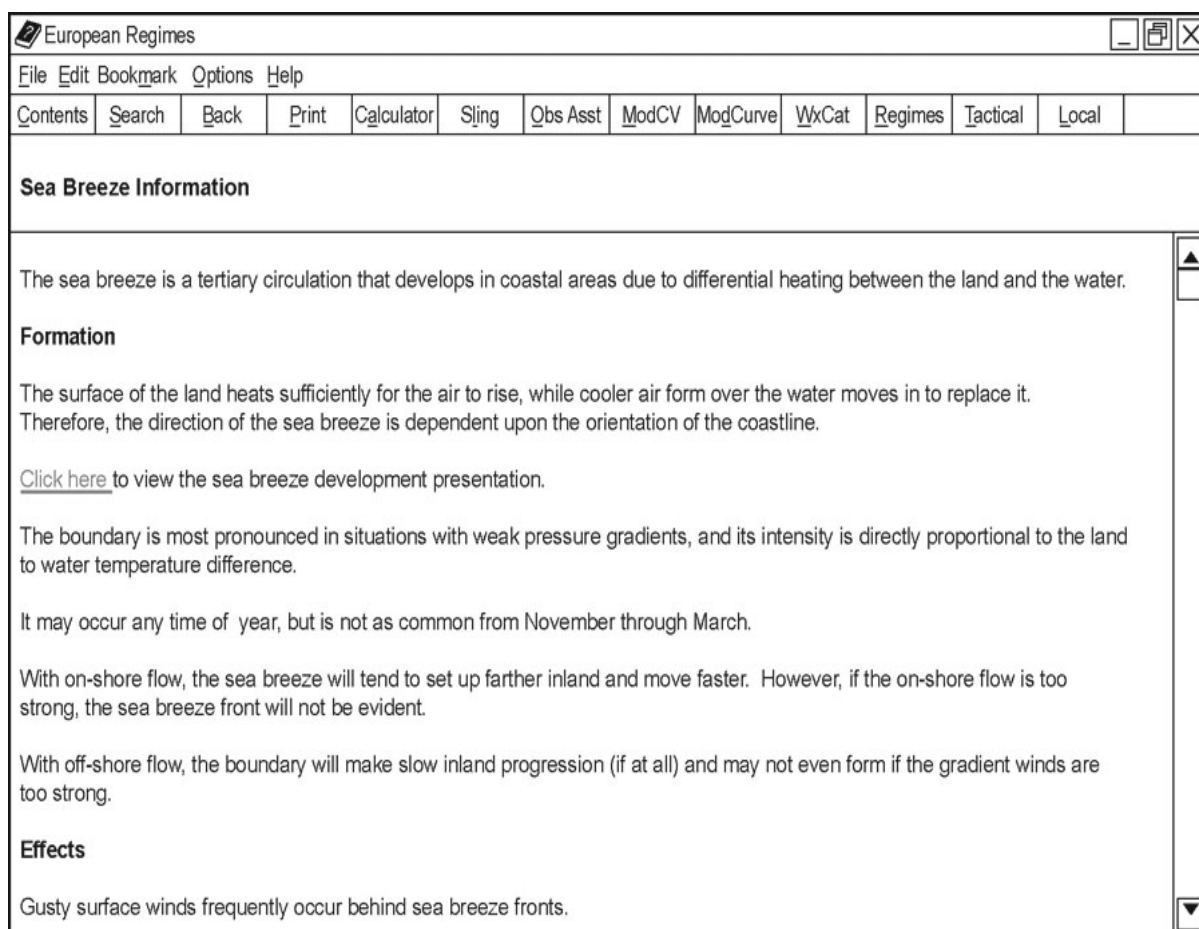 European Regimes
File Edit Bookmark Options Help
Contents Search Back Print Calculator Sling Obs Asst ModCV ModCurve WxCat Regimes Tactical Local
Sea Breeze Information
The sea breeze is a tertiary circulation that develops in coastal areas due to differential heating between the land and the water.
Formation
The surface of the land heats sufficiently for the air to rise, while cooler air form over the water moves in to replace it.
Therefore, the direction of the sea breeze is dependent upon the orientation of the coastline.
Click here to view the sea breeze development presentation.
The boundary is most pronounced in situations with weak pressure gradients, and its intensity is directly proportional to the land
to water temperature difference.
It may occur any time of year, but is not as common from November through March.
With on-shore flow, the sea breeze will tend to set up farther inland and move faster. However, if the on-shore flow is too
strong, the sea breeze front will not be evident.
With off-shore flow, the boundary will make slow inland progression (if at all) and may not even form if the gradient winds are
too strong.
Effects
Gusty surface winds frequently occur behind sea breeze fronts.